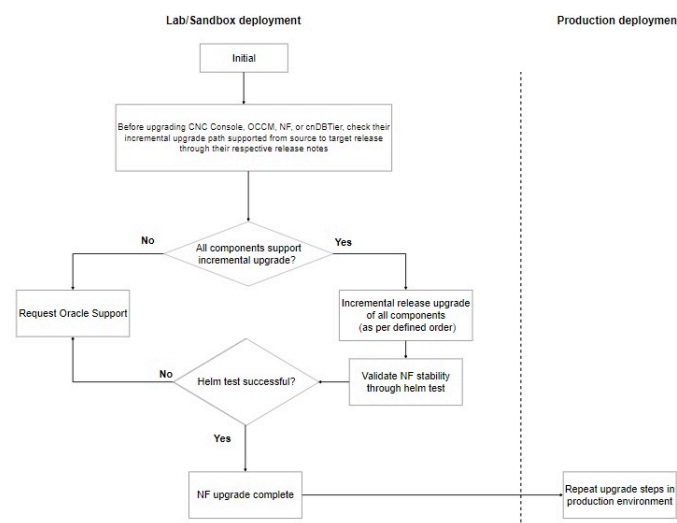 Lab/Sandbox deployment
Production deploymen
Initial
Before upgrading CNC Console, OCCM, NF, or cnDBTier, check their
incremental upgrade path supported from source to target release
through their respective release notes
No
All components support
incremental upgrade?
Yes
Request Oracle Support
Incremental release upgrade
of all components
(as per defined order)
No
Helm test successful?
Validate NF stability
through helm test
Yes
NF upgrade complete
Repeat upgrade steps in
production environment